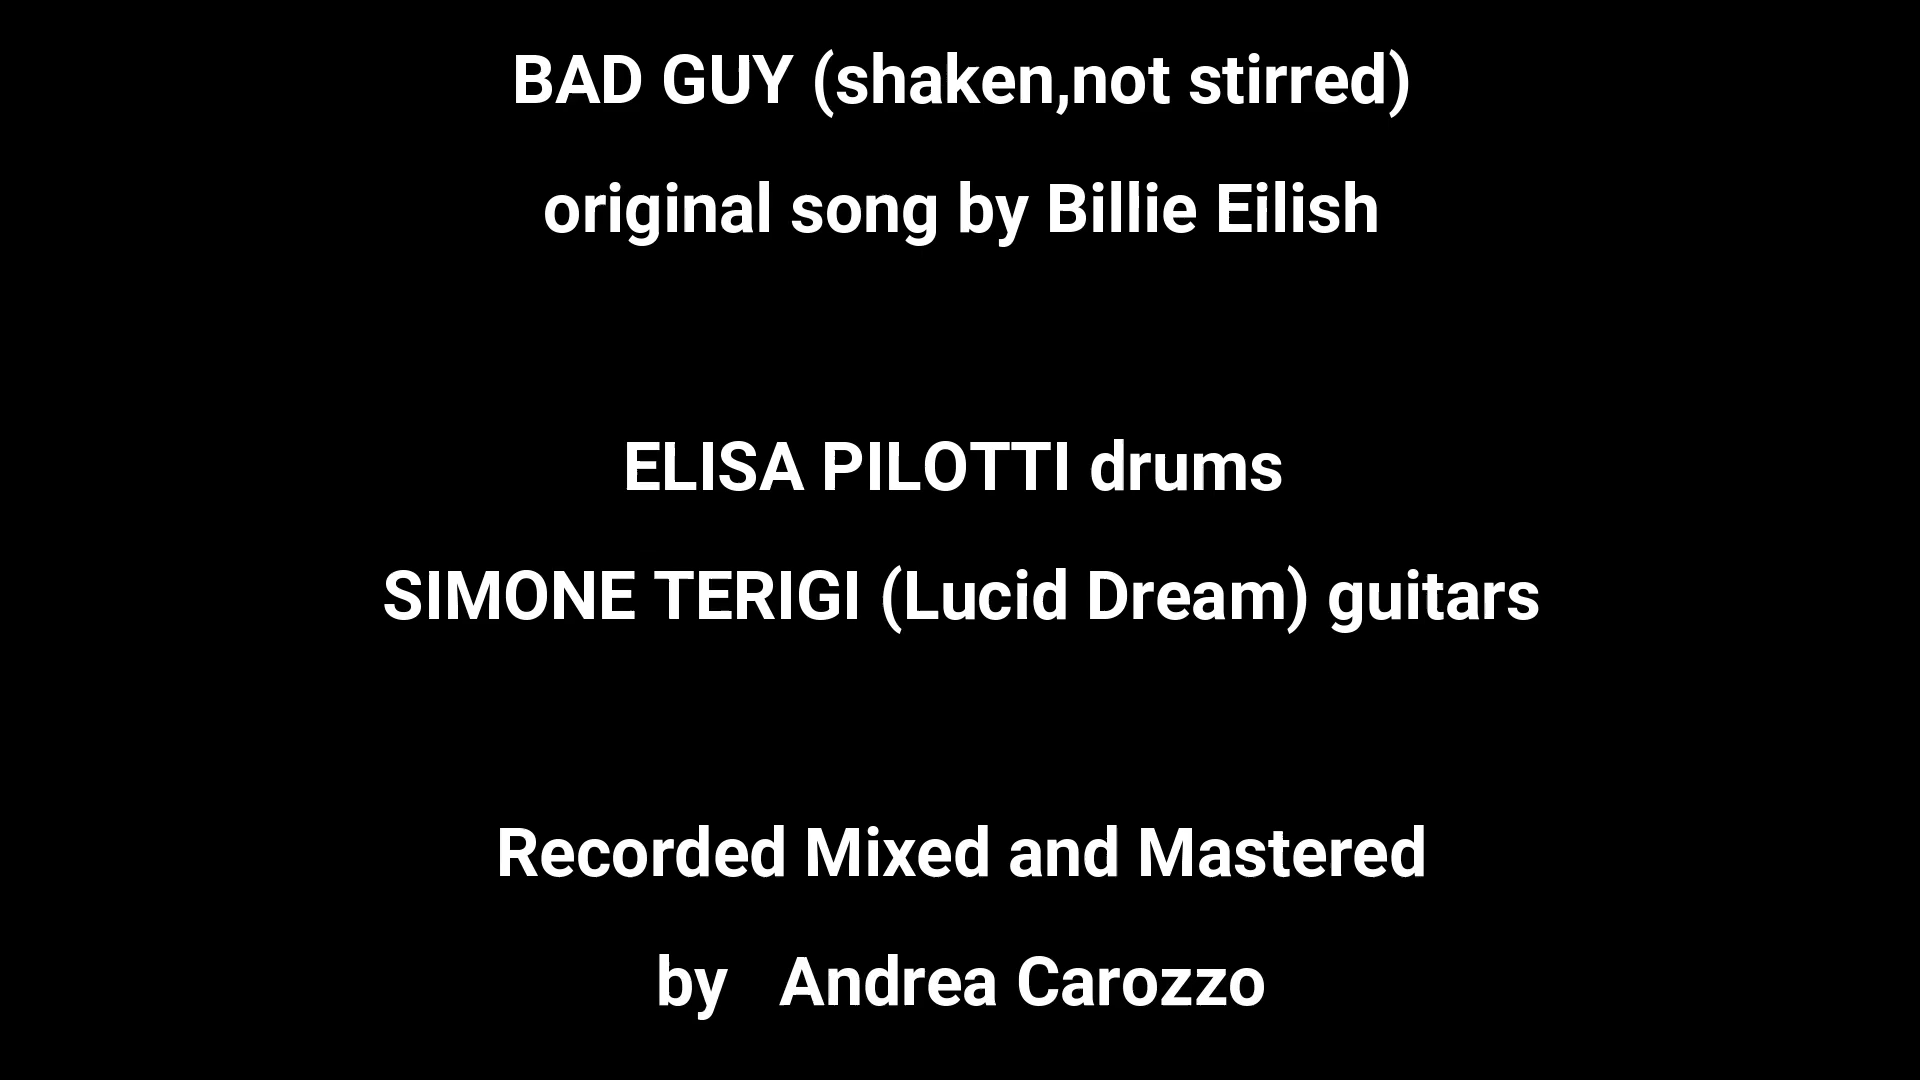 BAD GUY (shaken,not stirred)
original song by Billie Eilish
ELISA PILOTTI drums
SIMONE TERIGI (Lucid Dream) guitars
Recorded Mixed and Mastered
by Andrea Carozzo